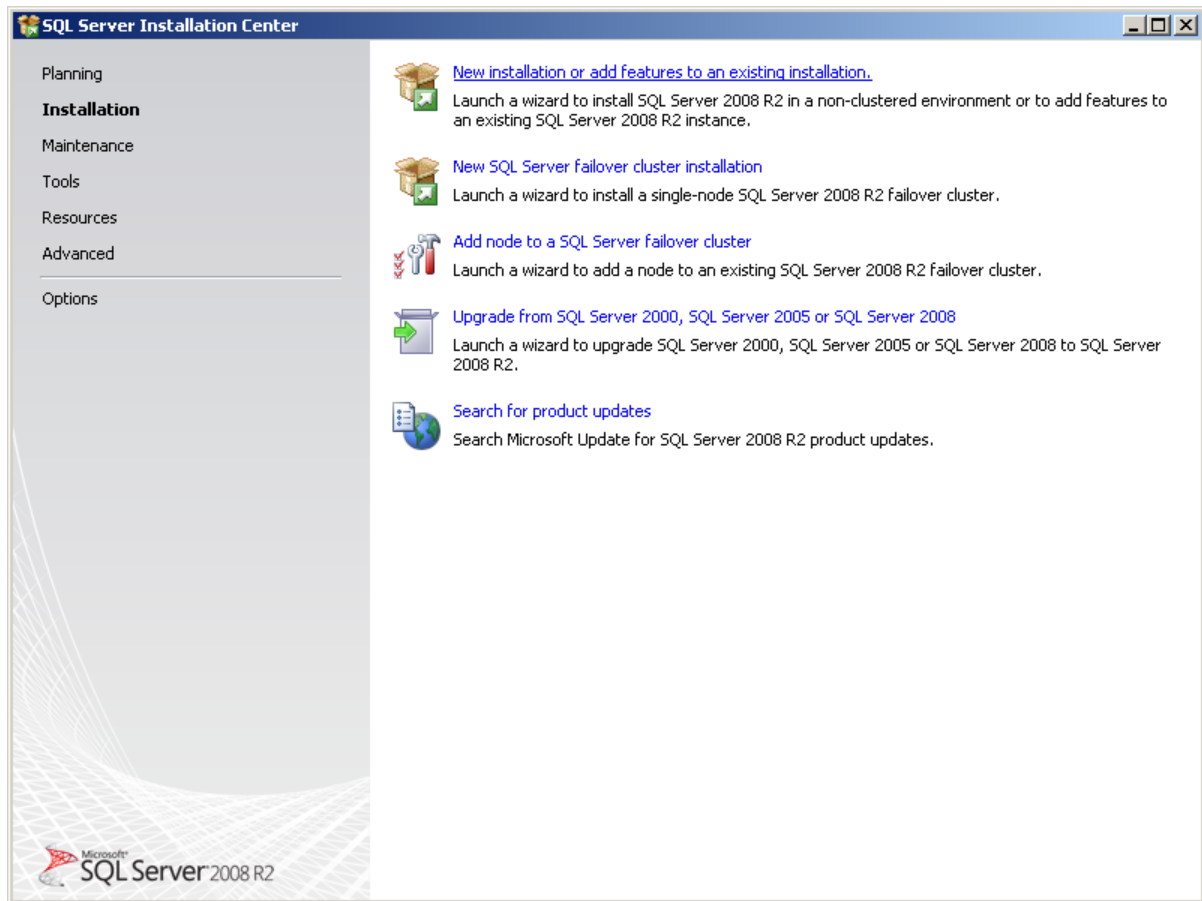 SQL Server Installation Center
Planning
Installation
Maintenance
Tools
Resources
Advanced
Options
New installation or add features to an existing installation.
Launch a wizard to install SQL Server 2008 R2 in a non-clustered environment or to add features to
an existing SQL Server 2008 R2 instance.
New SQL Server failover cluster installation
Launch a wizard to install a single-node SQL Server 2008 R2 failover cluster.
Add node to a SQL Server failover cluster
Launch a wizard to add a node to an existing SQL Server 2008 R2 failover cluster.
Upgrade from SQL Server 2000, SQL Server 2005 or SQL Server 2008
Launch a wizard to upgrade SQL Server 2000, SQL Server 2005 or SQL Server 2008 to SQL Server
2008 R2.
Search for product updates
Search Microsoft Update for SQL Server 2008 R2 product updates.
Microsoft®
SQL Server® 2008 R2